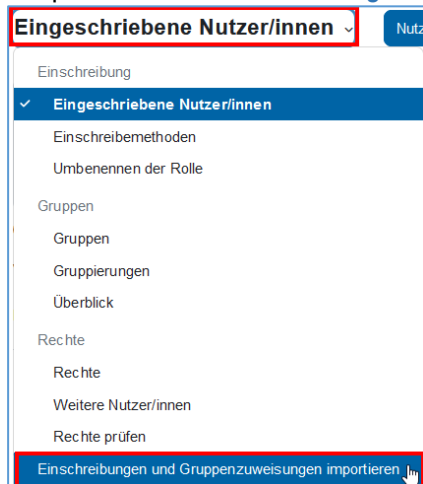 Eingeschriebene Nutzer/innen
Nutz
Einschreibung
Eingeschriebene Nutzer/innen
Einschreibemethoden
Umbenennen der Rolle
Gruppen
Gruppen
Gruppierungen
Überblick
Rechte
Rechte
Weitere Nutzer/innen
Rechte prüfen
Einschreibungen und Gruppenzuweisungen importieren